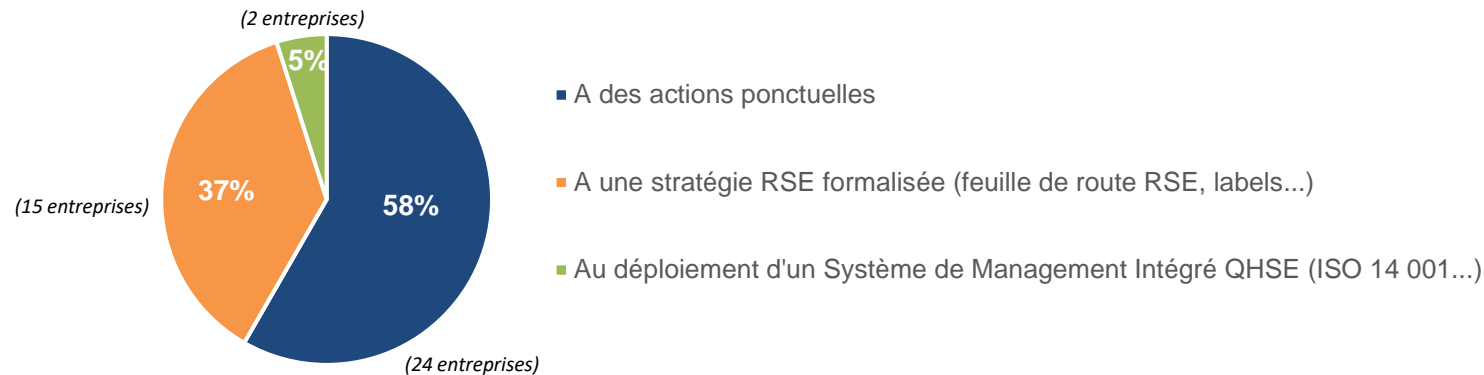 (2 entreprises)
5%
A des actions ponctuelles
37%
A une stratégie RSE formalisée (feuille de route RSE, labels...)
58%
(15 entreprises)
Au déploiement d'un Système de Management Intégré QHSE (ISO 14 001...)
(24 entreprises)